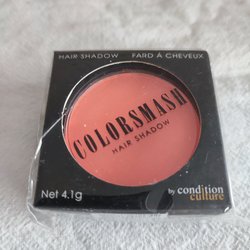 HAIR SHADOW FARD À CHEVEUX
COLORSMASH
HAIR SHADOW
Net 4.1g
by condition
culture